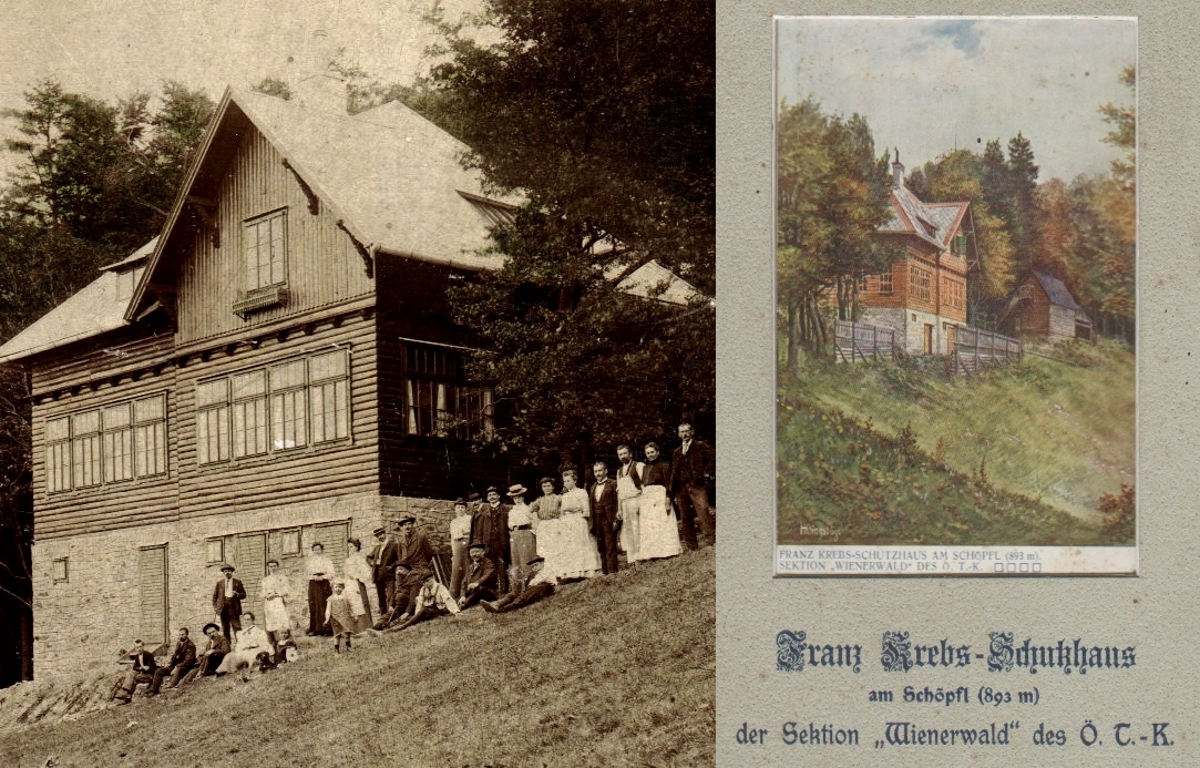 FRANZ KREBS-SCHUTZHAUS AM SCHÖPFL (893 m).
SEKTION „WIENERWALD" DES Ö. T.-K.
Franz Krebs-Schutzhaus
am Schöpfl (893 m)
der Sektion „Wienerwald" des Ö. T.-K.